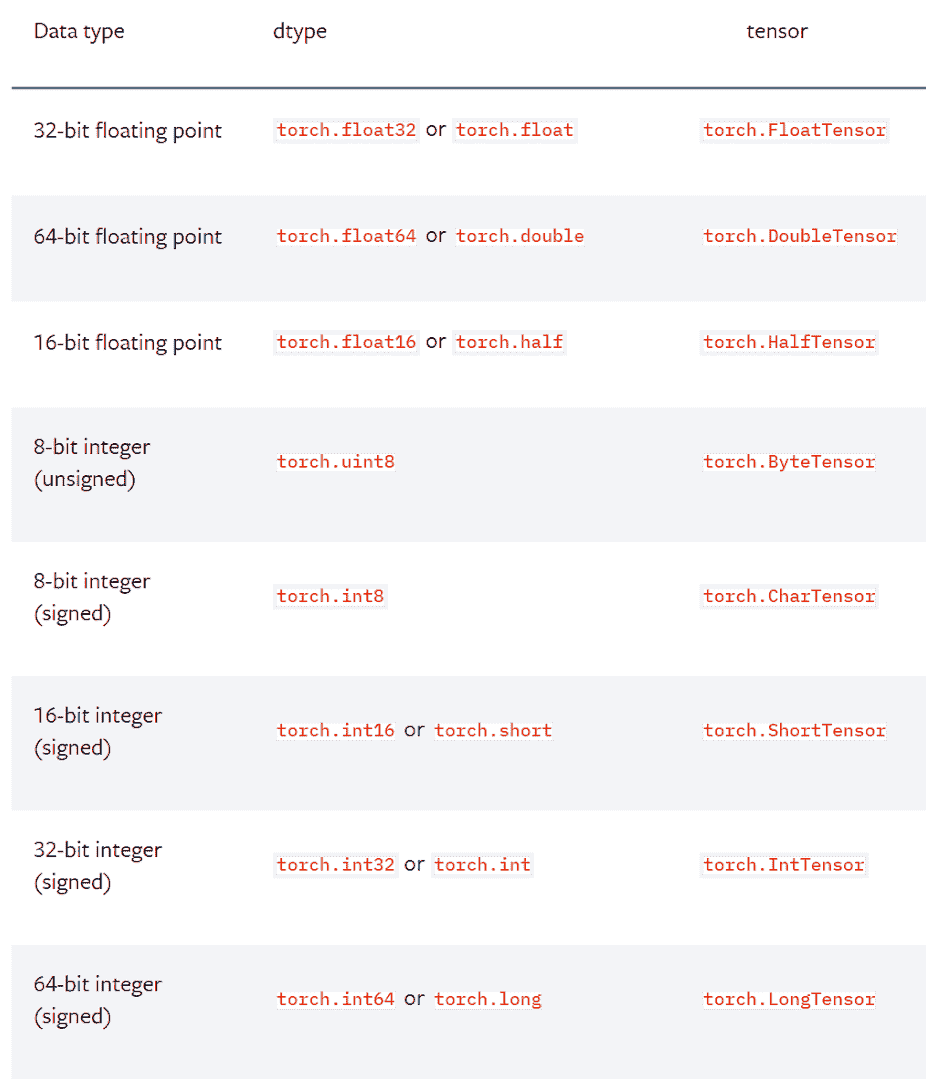 Data type dtype tensor
32-bit floating point torch.float32 or torch.float torch.FloatTensor
64-bit floating point torch.float64 or torch.double torch.DoubleTensor
16-bit floating point torch.float16 or torch.half torch.HalfTensor
8-bit integer
(unsigned)
torch.uint8 torch.ByteTensor
8-bit integer
(signed)
torch.int8 torch.CharTensor
16-bit integer
(signed)
torch.int16 or torch.short torch.ShortTensor
32-bit integer
(signed)
torch.int32 or torch.int torch.IntTensor
64-bit integer
(signed)
torch.int64 or torch.long torch.LongTensor